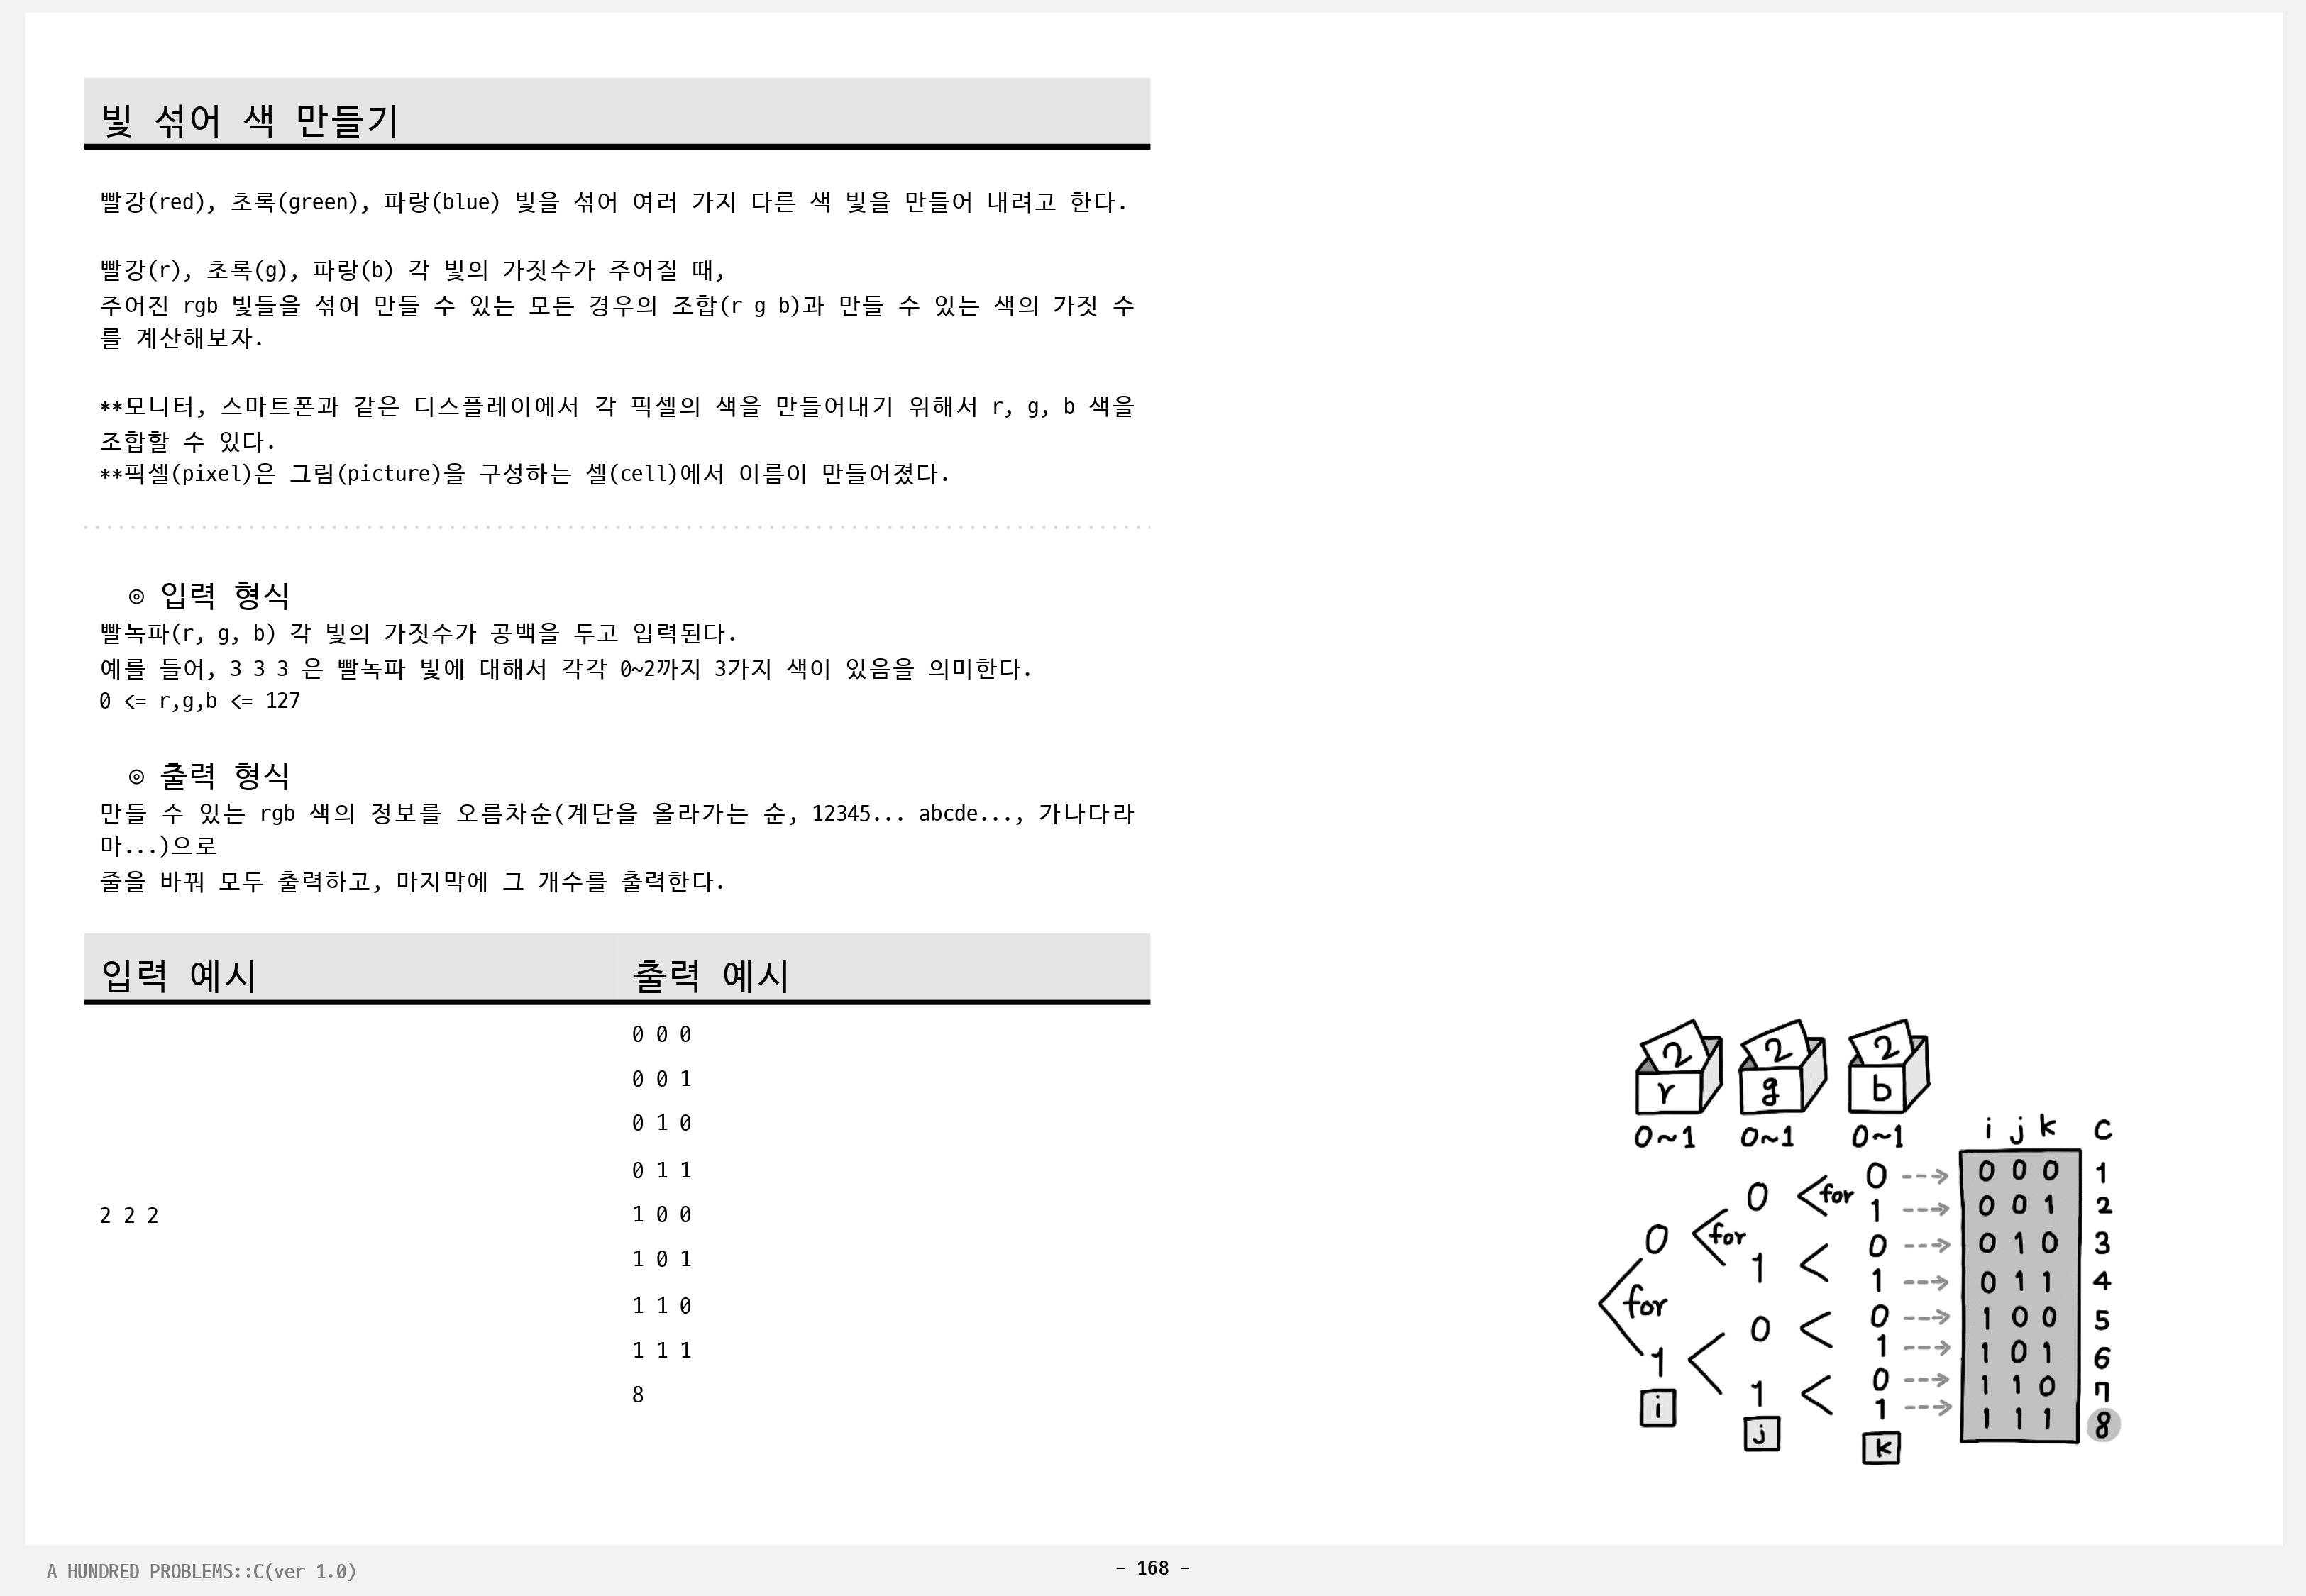 빛 섞어 색 만들기
빨강(red), 초록(green), 파랑(blue) 빛을 섞어 여러 가지 다른 색 빛을 만들어 내려고 한다.
빨강(r), 초록(g), 파랑(b) 각 빛의 가짓수가 주어질 때,
주어진 rgb 빛들을 섞어 만들 수 있는 모든 경우의 조합(r g b)과 만들 수 있는 색의 가짓 수
를 계산해보자.
**모니터, 스마트폰과 같은 디스플레이에서 각 픽셀의 색을 만들어내기 위해서 r, g, b 색을
조합할 수 있다.
**픽셀(pixel)은 그림(picture)을 구성하는 셀(cell)에서 이름이 만들어졌다.
◎ 입력 형식
빨녹파(r, g, b) 각 빛의 가짓수가 공백을 두고 입력된다.
예를 들어, 3 3 3 은 빨녹파 빛에 대해서 각각 0~2까지 3가지 색이 있음을 의미한다.
0 <= r,g,b <= 127
◎ 출력 형식
만들 수 있는 rgb 색의 정보를 오름차순(계단을 올라가는 순, 12345... abcde..., 가나다라
마...)으로
줄을 바꿔 모두 출력하고, 마지막에 그 개수를 출력한다.
입력 예시 출력 예시
0 0 0
0 0 1
0 1 0
0 1 1
2 2 2 1 0 0
1 0 1
1 1 0
1 1 1
8
2 2 2
r g b
0~1 0~1 0~1
i j k c
0 <for 0 0 0 0 1
1 0 0 1 2
0 <for 1 < 0 0 1 0 3
1 0 1 1 4
for
0 < 0 1 0 0 5
1 1 0 1 6
1 < 1 < 0 1 1 0 7
1 1 1 1 8
i j k
A HUNDRED PROBLEMS::C(ver 1.0)
- 168 -